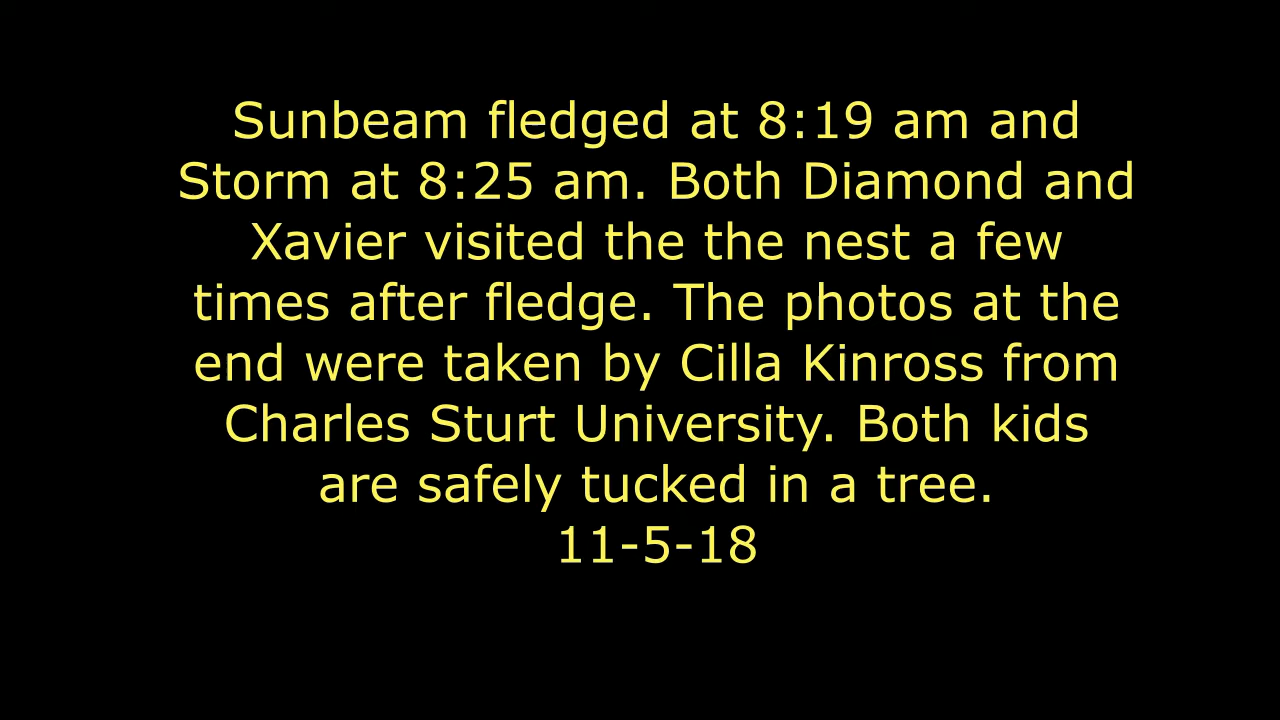 Sunbeam fledged at 8:19 am and
Storm at 8:25 am. Both Diamond and
Xavier visited the the nest a few
times after fledge. The photos at the
end were taken by Cilla Kinross from
Charles Sturt University. Both kids
are safely tucked in a tree.
11-5-18